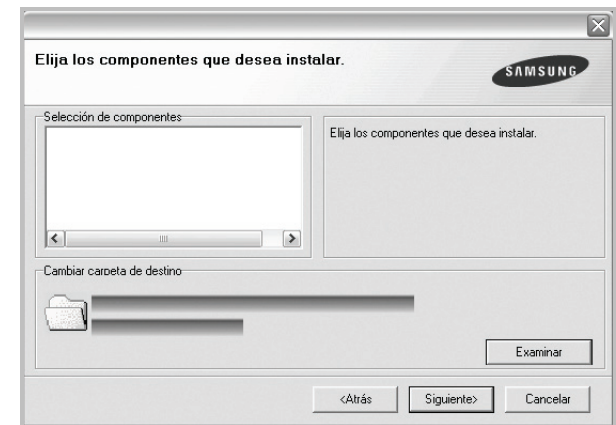 Elija los componentes que desea instalar.
SAMSUNG
Selección de componentes
Elija los componentes que desea instalar.
Cambiar carpeta de destino
Examinar
<Atrás
Siguiente>
Cancelar